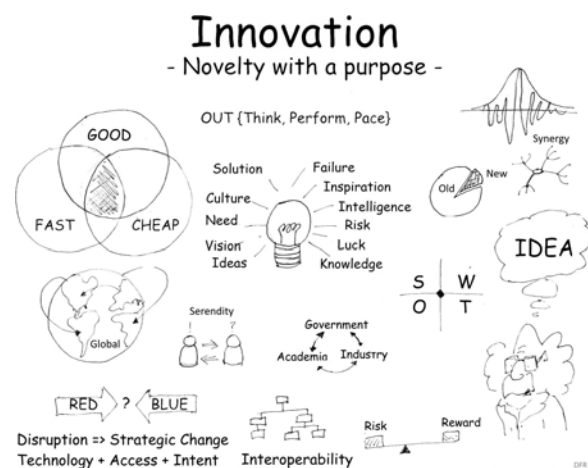 Innovation
- Novelty with a purpose -
OUT {Think, Perform, Pace}
GOOD
FAST
CHEAP
Solution
Culture
Need
Vision
Ideas
Failure
Inspiration
Intelligence
Risk
Luck
Knowledge
Synergy
Old
New
IDEA
S W
O T
Global
Serendity
! ?
Government
Academia
Industry
RED ? BLUE
Disruption => Strategic Change
Technology + Access + Intent
Interoperability
Risk
Reward